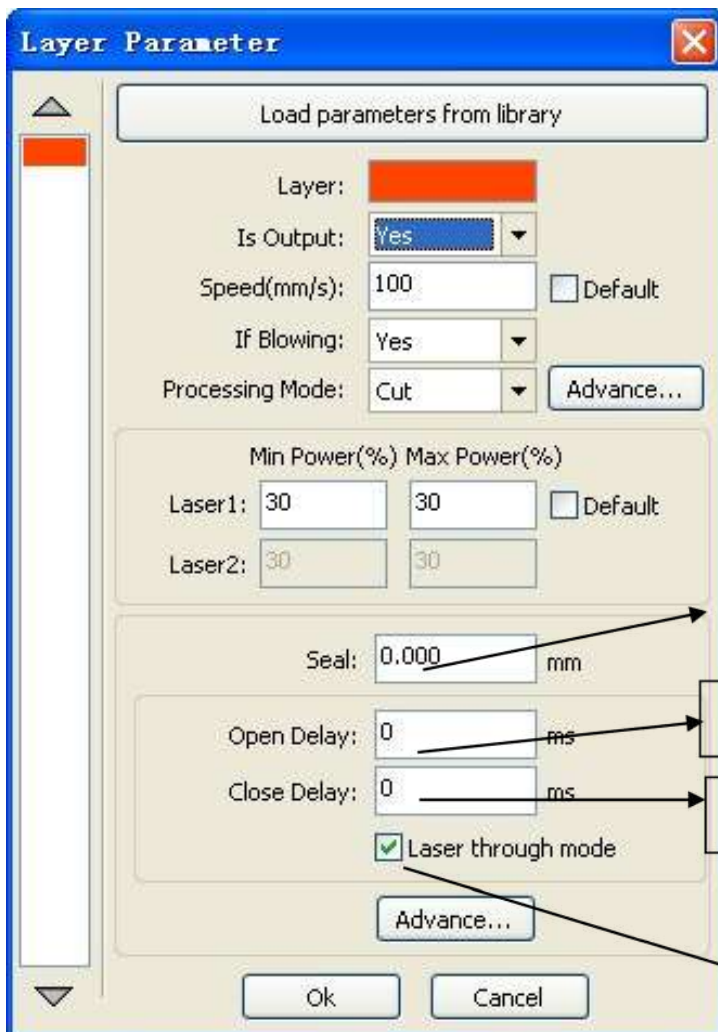 Layer Parameter
Load parameters from library
Layer:
Is Output: Yes
Speed(mm/s): 100 Default
If Blowing: Yes
Processing Mode: Cut Advance...
Min Power(%) Max Power(%)
Laser1: 30 30 Default
Laser2: 30 30
Seal: 0.000 mm
Open Delay: 0 ms
Close Delay: 0 ms
Laser through mode
Advance...
Ok Cancel